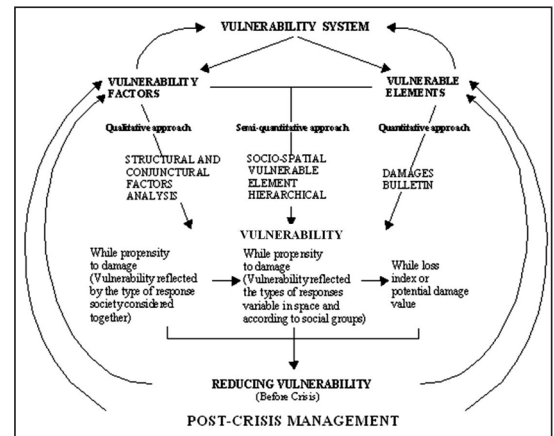 VULNERABILITY SYSTEM
VULNERABILITY
FACTORS
VULNERABLE
ELEMENTS
Qualitative approach
Semi-quantitative approach
Quantitative approach
STRUCTURAL AND
CONJUNCTURAL
FACTORS
ANALYSIS
SOCIO-SPATIAL
VULNERABLE
ELEMENT
HIERARCHICAL
DAMAGES
BULLETIN
VULNERABILITY
While propensity
to damage
(Vulnerability reflected
by the type of response
society considered
together)
While propensity
to damage
(Vulnerability reflected
the types of responses
variable in space and
according to social groups)
While loss
index or
potential damage
value
REDUCING VULNERABILITY
(Before Crisis)
POST-CRISIS MANAGEMENT